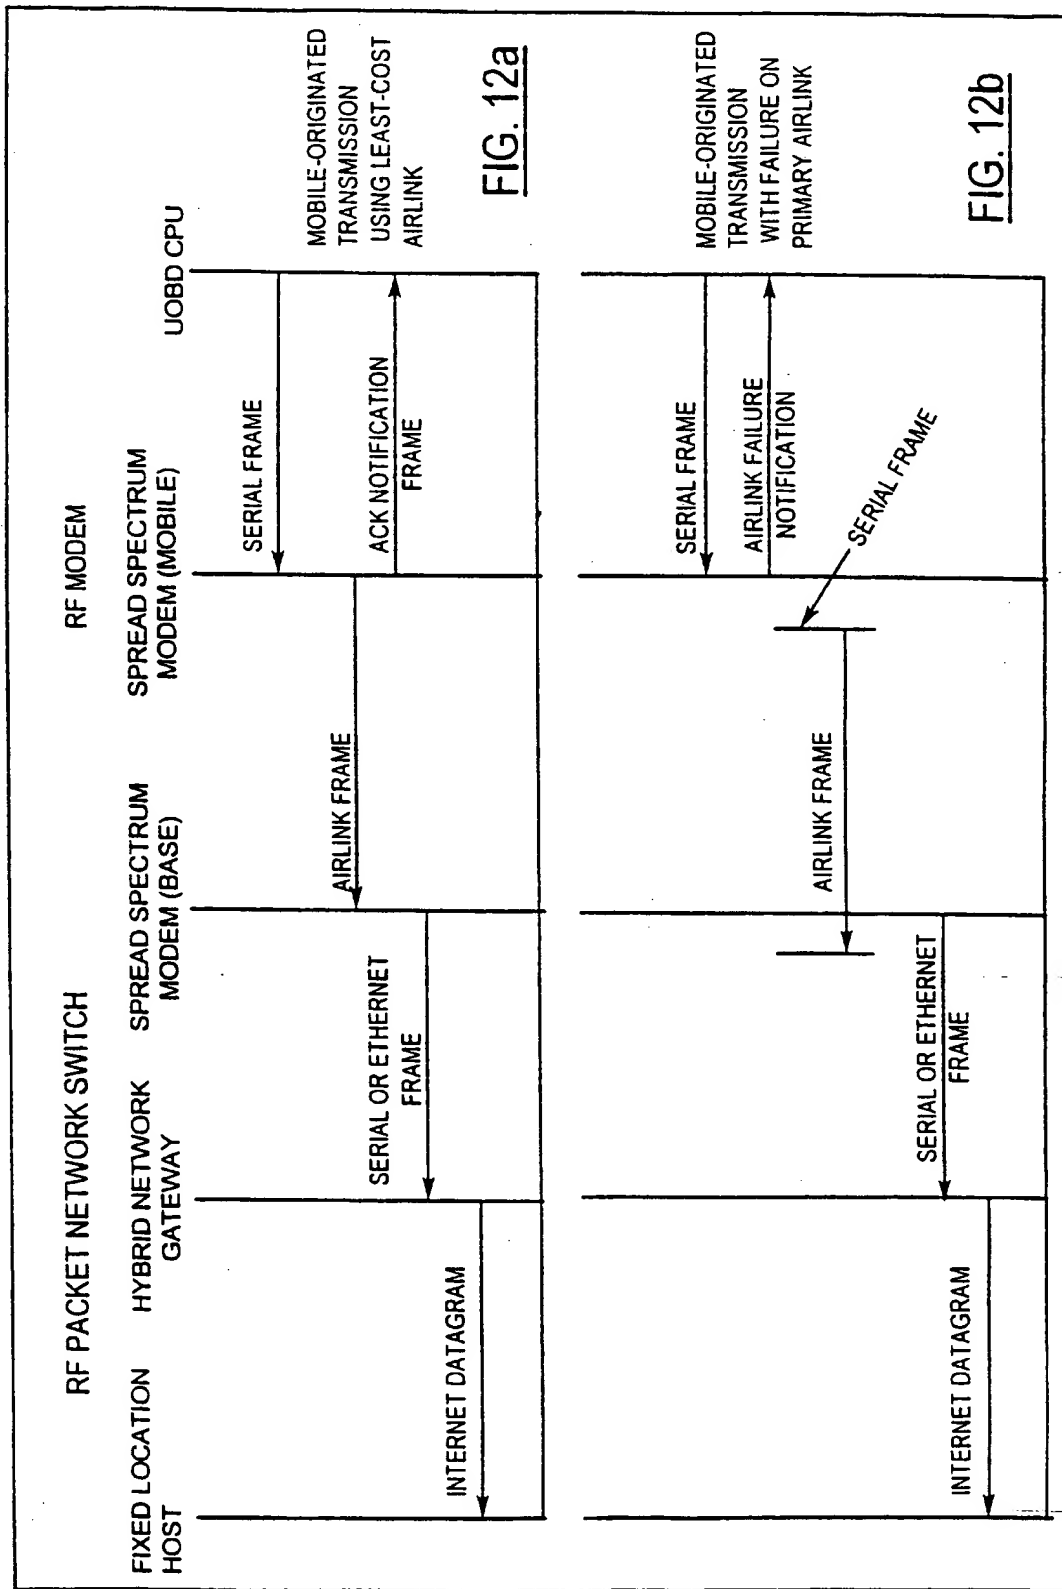 RF PACKET NETWORK SWITCH
RF MODEM
FIXED LOCATION
HOST
HYBRID NETWORK
GATEWAY
SPREAD SPECTRUM
MODEM (BASE)
SPREAD SPECTRUM
MODEM (MOBILE)
UOBD CPU
SERIAL FRAME
AIRLINK FRAME
ACK NOTIFICATION
FRAME
SERIAL OR ETHERNET
FRAME
INTERNET DATAGRAM
MOBILE-ORIGINATED
TRANSMISSION
USING LEAST-COST
AIRLINK
FIG. 12a
SERIAL FRAME
AIRLINK FAILURE
NOTIFICATION
SERIAL FRAME
AIRLINK FRAME
SERIAL OR ETHERNET
FRAME
INTERNET DATAGRAM
MOBILE-ORIGINATED
TRANSMISSION
WITH FAILURE ON
PRIMARY AIRLINK
FIG. 12b